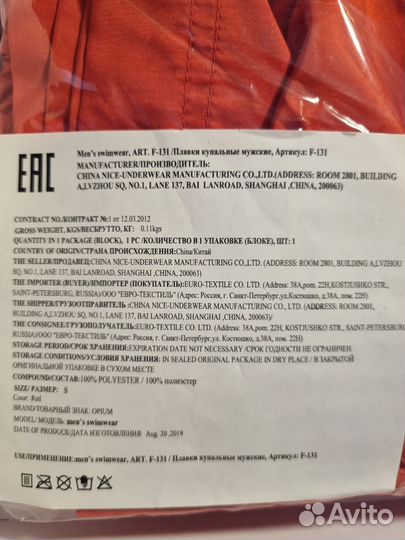 EAC
Men's swimwear, ART. F-131 /Плавки купальные мужские, Артикул: F-131
MANUFACTURER/ПРОИЗВОДИТЕЛЬ:
CHINA NICE-UNDERWEAR MANUFACTURING CO.,LTD.(ADDRESS: ROOM 2801, BUILDING
A,LVZHOU SQ, NO.1, LANE 137, BAI LANROAD, SHANGHAI ,CHINA, 200063)
CONTRACT NO./КОНТРАКТ №:1 от 12.03.2012
GROSS WEIGHT, KGS/ВЕСБРУТТО, КГ: 0.11kgs
QUANTITY IN 1 PACKAGE (BLOCK), 1 PC /КОЛИЧЕСТВО В 1 УПАКОВКЕ (БЛОКЕ), ШТ: 1
COUNTRY OF ORIGIN/СТРАНА ПРОИСХОЖДЕНИЯ:China/Китай
THE SELLER/ПРОДАВЕЦ:CHINA NICE-UNDERWEAR MANUFACTURING CO.,LTD. (ADDRESS: ROOM 2801, BUILDING A,LVZHOU
SQ, NO.1, LANE 137, BAI LANROAD, SHANGHAI ,CHINA, 200063)
THE IMPORTER (BUYER)/ИМПОРТЕР (ПОКУПАТЕЛЬ):EURO-TEXTILE CO. LTD. (Address: 38A,pom. 22H, KOSTJUSHKO STR.,
SAINT-PETERSBURG, RUSSIA)/ООО "ЕВРО-ТЕКСТИЛЬ" (Адрес: Россия, г. Санкт-Петербург,ул.Костюшко, д.38А, пом. 22Н)
THE SHIPPER/ГРУЗООТПРАВИТЕЛЬ :CHINA NICE-UNDERWEAR MANUFACTURING CO.,LTD. (ADDRESS: ROOM 2801, BUILDING
A,LVZHOU SQ, NO.1, LANE 137, BAI LANROAD, SHANGHAI ,CHINA, 200063)
THE CONSIGNEE/ГРУЗОПОЛУЧАТЕЛЬ:EURO-TEXTILE CO. LTD. (Address: 38A,pom. 22H, KOSTJUSHKO STR., SAINT-PETERSBURG,
RUSSIA)/ООО "ЕВРО-ТЕКСТИЛЬ" (Адрес: Россия, г. Санкт-Петербург,ул.Костюшко, д.38А, пом. 22Н)
STORAGE PERIOD/СРОК ХРАНЕНИЯ:EXPIRATION DATE NOT NECESSARY /СРОК ГОДНОСТИ НЕ ОГРАНИЧЕН
STORAGE CONDITIONS/УСЛОВИЯ ХРАНЕНИЯ: IN SEALED ORIGINAL PACKAGE IN DRY PLACE / В ЗАКРЫТОЙ
ОРИГИНАЛЬНОЙ УПАКОВКЕ В СУХОМ МЕСТЕ
COMPOUND/СОСТАВ:100% POLYESTER / 100% полиэстер
SIZE/ РАЗМЕР: S
Color: Red
BRAND/ТОВАРНЫЙ ЗНАК: OPIUM
MODEL/ МОДЕЛЬ: men's swimwear
DATE OF PRODUCE/ДАТА ИЗГОТОВЛЕНИЯ: Aug. 20 ,2019
USE/ПРИМЕНЕНИЕ:men's swimwear, ART. F-131 / Плавки купальные мужские, Артикул: F-131
Avito